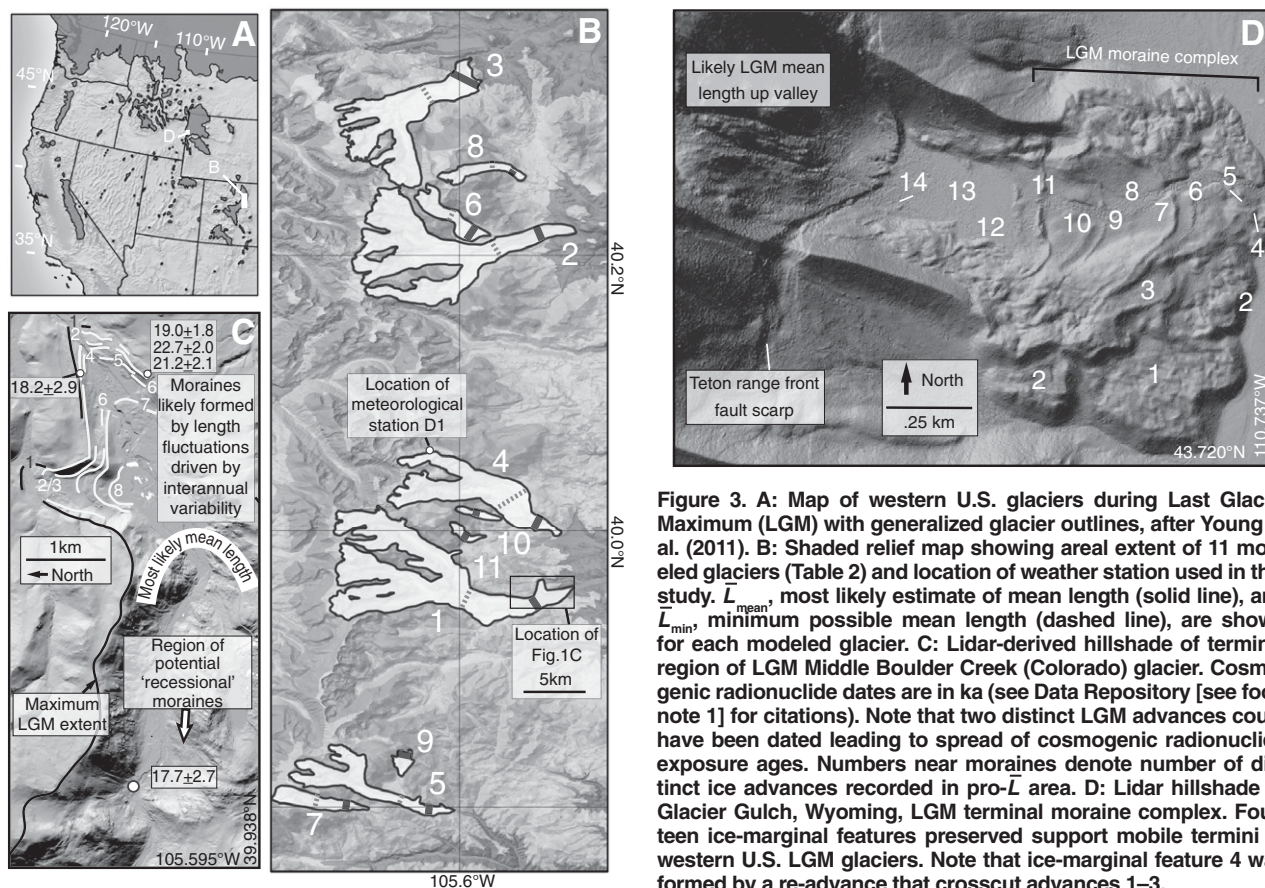 A
120°W
110°W
45°N
35°N
D
B
B
3
8
6
2
40.2°N
Location of
meteorological
station D1
4
10
11
40.0°N
1
Location of
Fig.1C
5km
9
5
7
105.6°W
C
1
2
4
5
6
7
6
1
2/3
8
19.0+1.8
22.7+2.0
21.2+2.1
18.2+2.9
Moraines
likely formed
by length
fluctuations
driven by
interannual
variability
1km
North
Most likely mean length
Region of
potential
'recessional'
moraines
Maximum
LGM extent
17.7+2.7
39.938°N
105.595°W
D
Likely LGM mean
length up valley
LGM moraine complex
14
13
11
8
5
6
12
10
9
7
4
3
2
2
1
Teton range front
fault scarp
North
.25 km
43.720°N
110.737°W
Figure 3. A: Map of western U.S. glaciers during Last Glac
Maximum (LGM) with generalized glacier outlines, after Young
al. (2011). B: Shaded relief map showing areal extent of 11 mo
eled glaciers (Table 2) and location of weather station used in th
study. L̅mean, most likely estimate of mean length (solid line), an
L̅min, minimum possible mean length (dashed line), are show
for each modeled glacier. C: Lidar-derived hillshade of termin
region of LGM Middle Boulder Creek (Colorado) glacier. Cosm
genic radionuclide dates are in ka (see Data Repository [see foo
note 1] for citations). Note that two distinct LGM advances cou
have been dated leading to spread of cosmogenic radionuclid
exposure ages. Numbers near moraines denote number of di
tinct ice advances recorded in pro-L̅ area. D: Lidar hillshade
Glacier Gulch, Wyoming, LGM terminal moraine complex. Fou
teen ice-marginal features preserved support mobile termini
western U.S. LGM glaciers. Note that ice-marginal feature 4 wa
formed by a re-advance that crosscut advances 1–3.